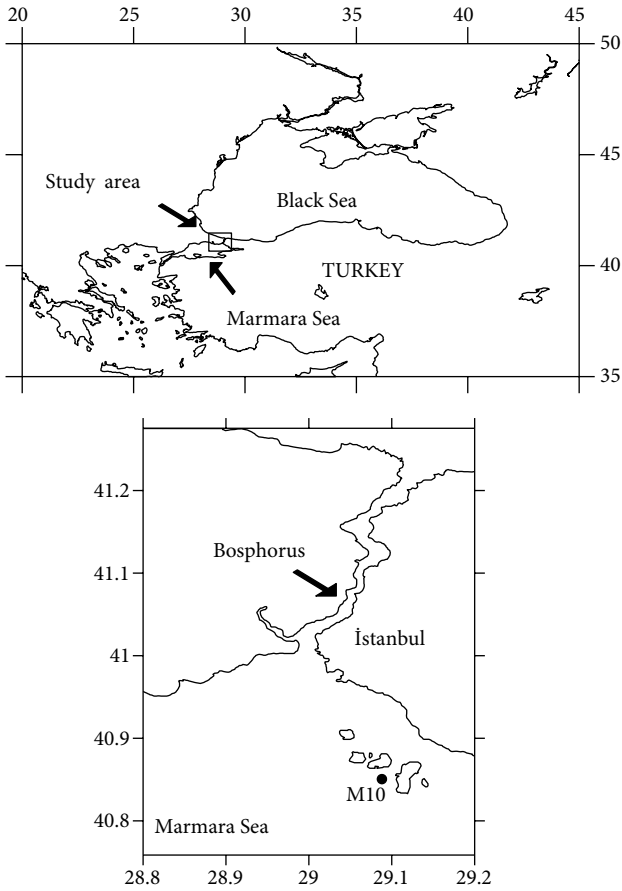 20 25 30 35 40 45
50
45
Study area
Black Sea
40
TURKEY
Marmara Sea
35
41.2
Bosphorus
41.1
İstanbul
41
40.9
M10
40.8
Marmara Sea
28.8 28.9 29 29.1 29.2